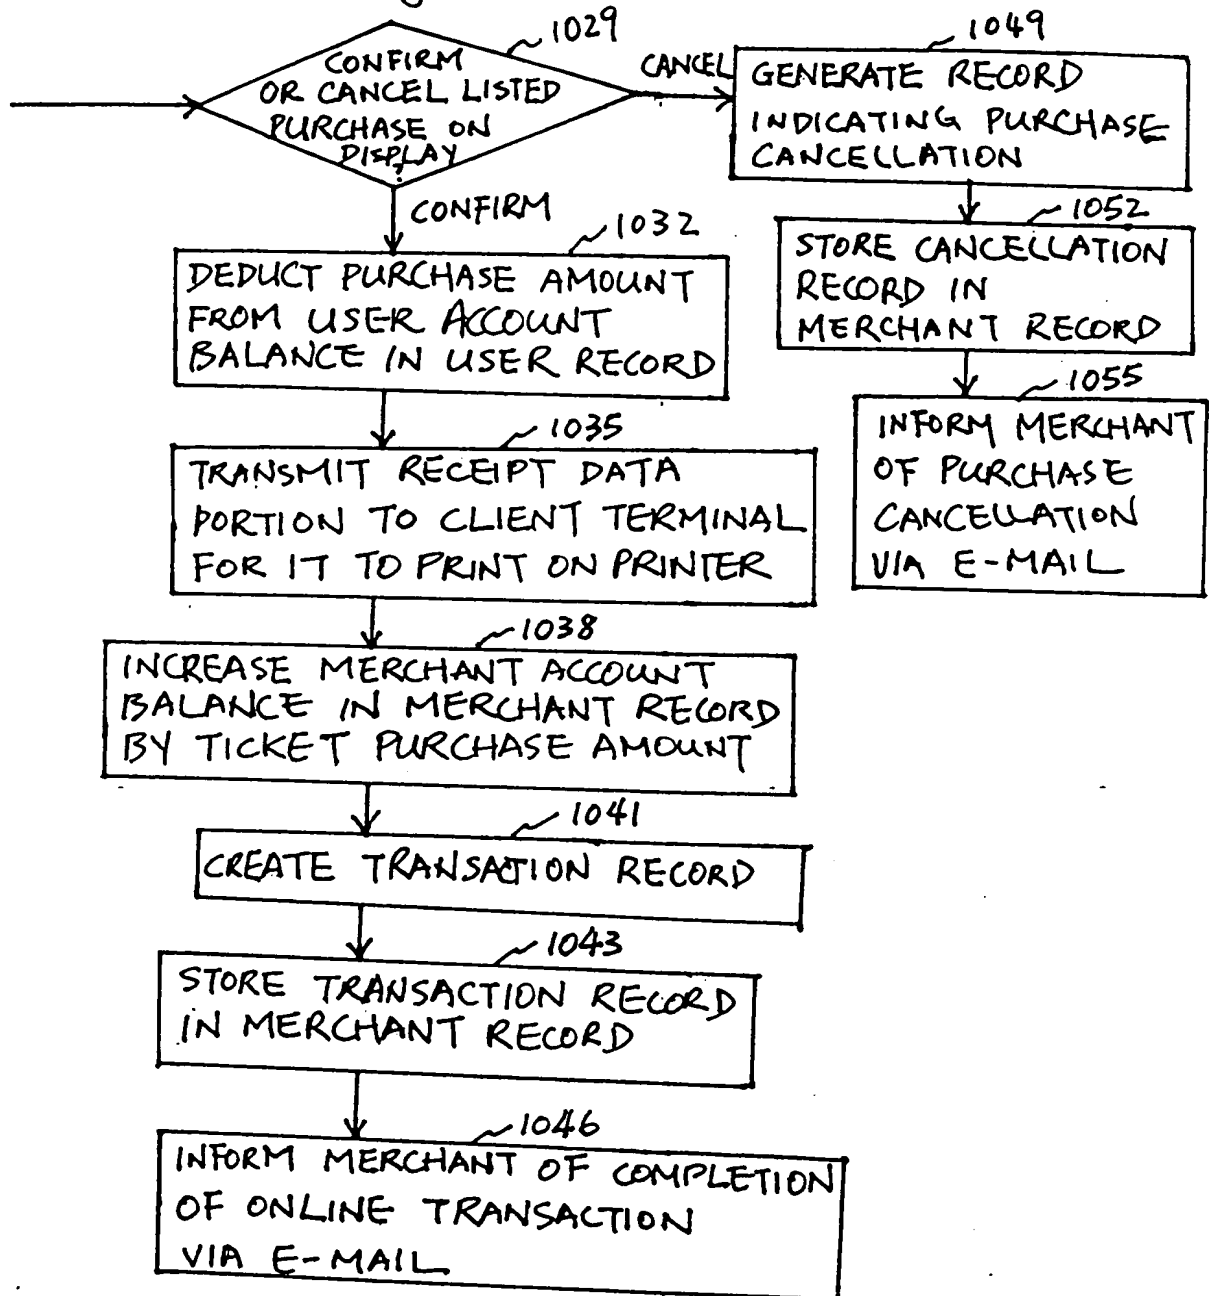 1029
CONFIRM
OR CANCEL LISTED
PURCHASE ON
DISPLAY
?
CANCEL
1049
GENERATE RECORD
INDICATING PURCHASE
CANCELLATION
CONFIRM
1052
STORE CANCELLATION
RECORD IN
MERCHANT RECORD
1032
DEDUCT PURCHASE AMOUNT
FROM USER ACCOUNT
BALANCE IN USER RECORD
1055
INFORM MERCHANT
OF PURCHASE
CANCELLATION
VIA E-MAIL
1035
TRANSMIT RECEIPT DATA
PORTION TO CLIENT TERMINAL
FOR IT TO PRINT ON PRINTER
1038
INCREASE MERCHANT ACCOUNT
BALANCE IN MERCHANT RECORD
BY TICKET PURCHASE AMOUNT
1041
CREATE TRANSACTION RECORD
1043
STORE TRANSACTION RECORD
IN MERCHANT RECORD
1046
INFORM MERCHANT OF COMPLETION
OF ONLINE TRANSACTION
VIA E-MAIL